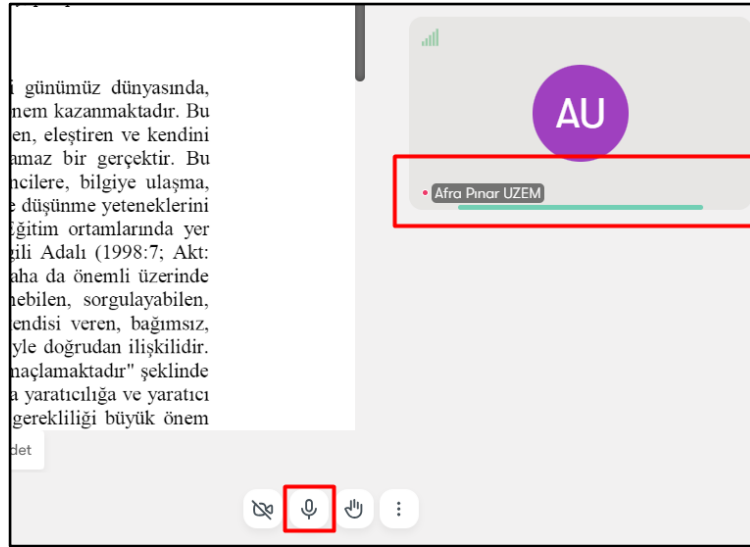 günümüz dünyasında,
nem kazanmaktadır. Bu
en, eleştiren ve kendini
amaz bir gerçektir. Bu
ncilere, bilgiye ulaşma,
düşünme yeteneklerini
Eğitim ortamlarında yer
gili Adalı (1998:7; Akt:
aha da önemli üzerinde
nebilen, sorgulayabilen,
endisi veren, bağımsız,
yle doğrudan ilişkilidir.
maçlamaktadır" şeklinde
a yaratıcılığa ve yaratıcı
gerekliliği büyük önem
det
AU
Afra Pınar UZEM